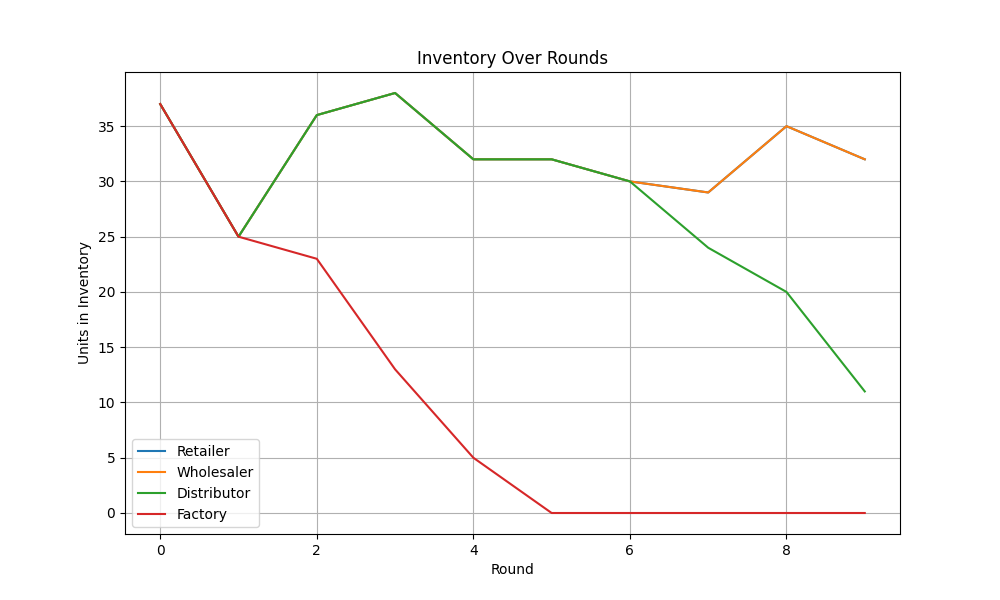 Inventory Over Rounds
Units in Inventory
35
30
25
20
15
10
5
0
Retailer
Wholesaler
Distributor
Factory
0 2 4 6 8
Round